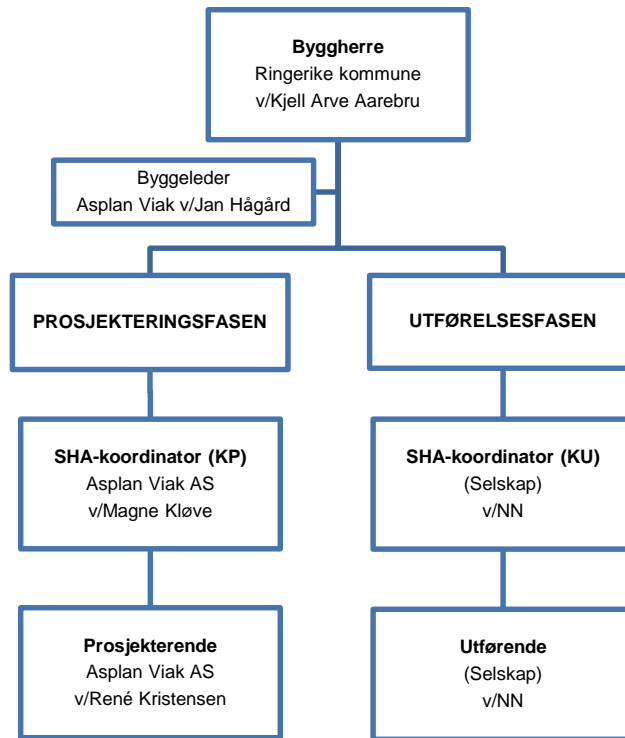 Byggherre
Ringerike kommune
v/Kjell Arve Aarebru
Byggeleder
Asplan Viak v/Jan Hågård
PROSJEKTERINGSFASEN
UTFØRELSESFASEN
SHA-koordinator (KP)
Asplan Viak AS
v/Magne Kløve
SHA-koordinator (KU)
(Selskap)
v/NN
Prosjekterende
Asplan Viak AS
v/René Kristensen
Utførende
(Selskap)
v/NN